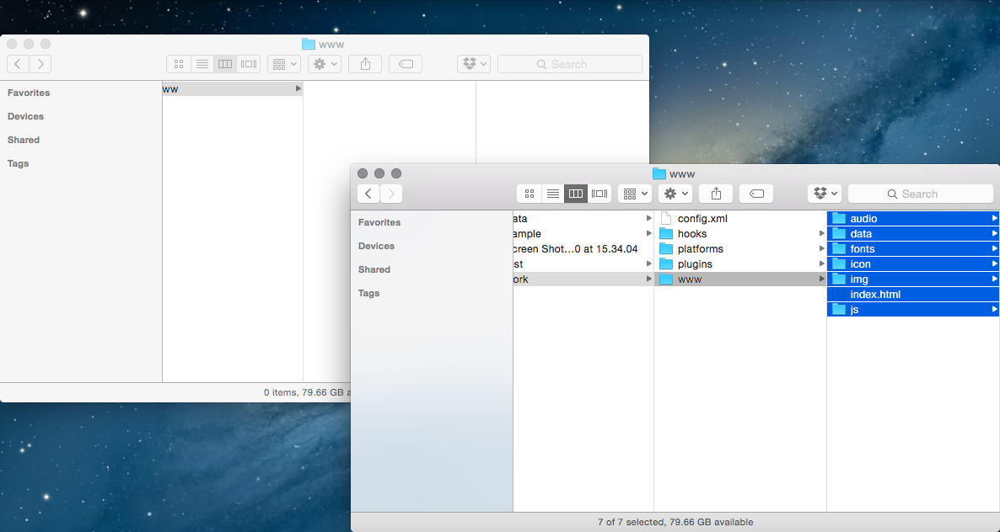 www
Search
Favorites
Devices
Shared
Tags
ww
0 items, 79.66 GB a
www
Search
Favorites
Devices
Shared
Tags
ata
ample
creen Shot...0 at 15.34.04
st
ork
config.xml
hooks
platforms
plugins
www
audio
data
fonts
icon
img
index.html
js
7 of 7 selected, 79.66 GB available